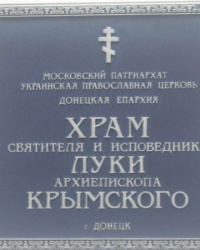 МОСКОВСКИЙ ПАТРИАРХАТ
УКРАИНСКАЯ ПРАВОСЛАВНАЯ ЦЕРКОВЬ
ДОНЕЦКАЯ ЕПАРХИЯ
ХРАМ
СВЯТИТЕЛЯ И ИСПОВЕДНИКА
ЛУКИ
АРХИЕПИСКОПА
КРЫМСКОГО
г. ДОНЕЦК